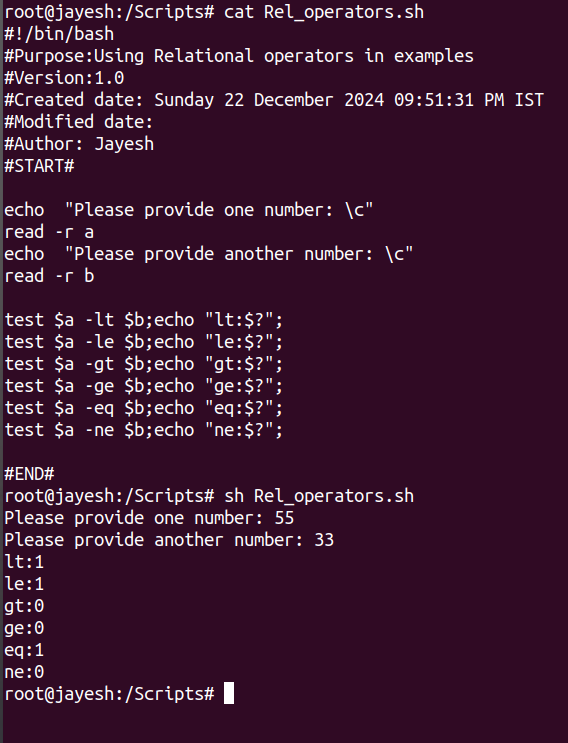 root@jayesh:/Scripts# cat Rel_operators.sh
#!/bin/bash
#Purpose:Using Relational operators in examples
#Version:1.0
#Created date: Sunday 22 December 2024 09:51:31 PM IST
#Modified date:
#Author: Jayesh
#START#
echo  "Please provide one number: \c"
read -r a
echo  "Please provide another number: \c"
read -r b
test $a -lt $b;echo "lt:$?";
test $a -le $b;echo "le:$?";
test $a -gt $b;echo "gt:$?";
test $a -ge $b;echo "ge:$?";
test $a -eq $b;echo "eq:$?";
test $a -ne $b;echo "ne:$?";
#END#
root@jayesh:/Scripts# sh Rel_operators.sh
Please provide one number: 55
Please provide another number: 33
lt:1
le:1
gt:0
ge:0
eq:1
ne:0
root@jayesh:/Scripts#